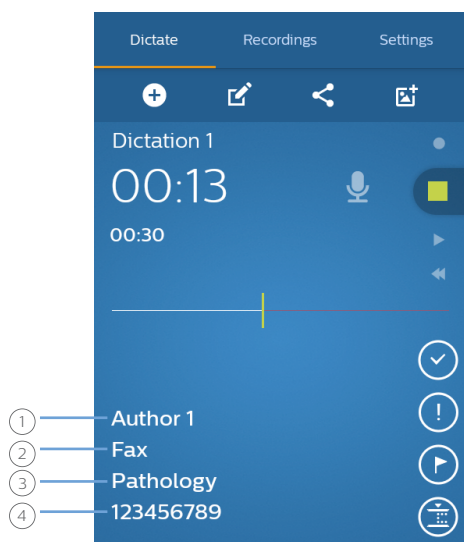 Dictate Recordings Settings
Dictation 1
00:13
00:30
1 Author 1
2 Fax
3 Pathology
4 123456789